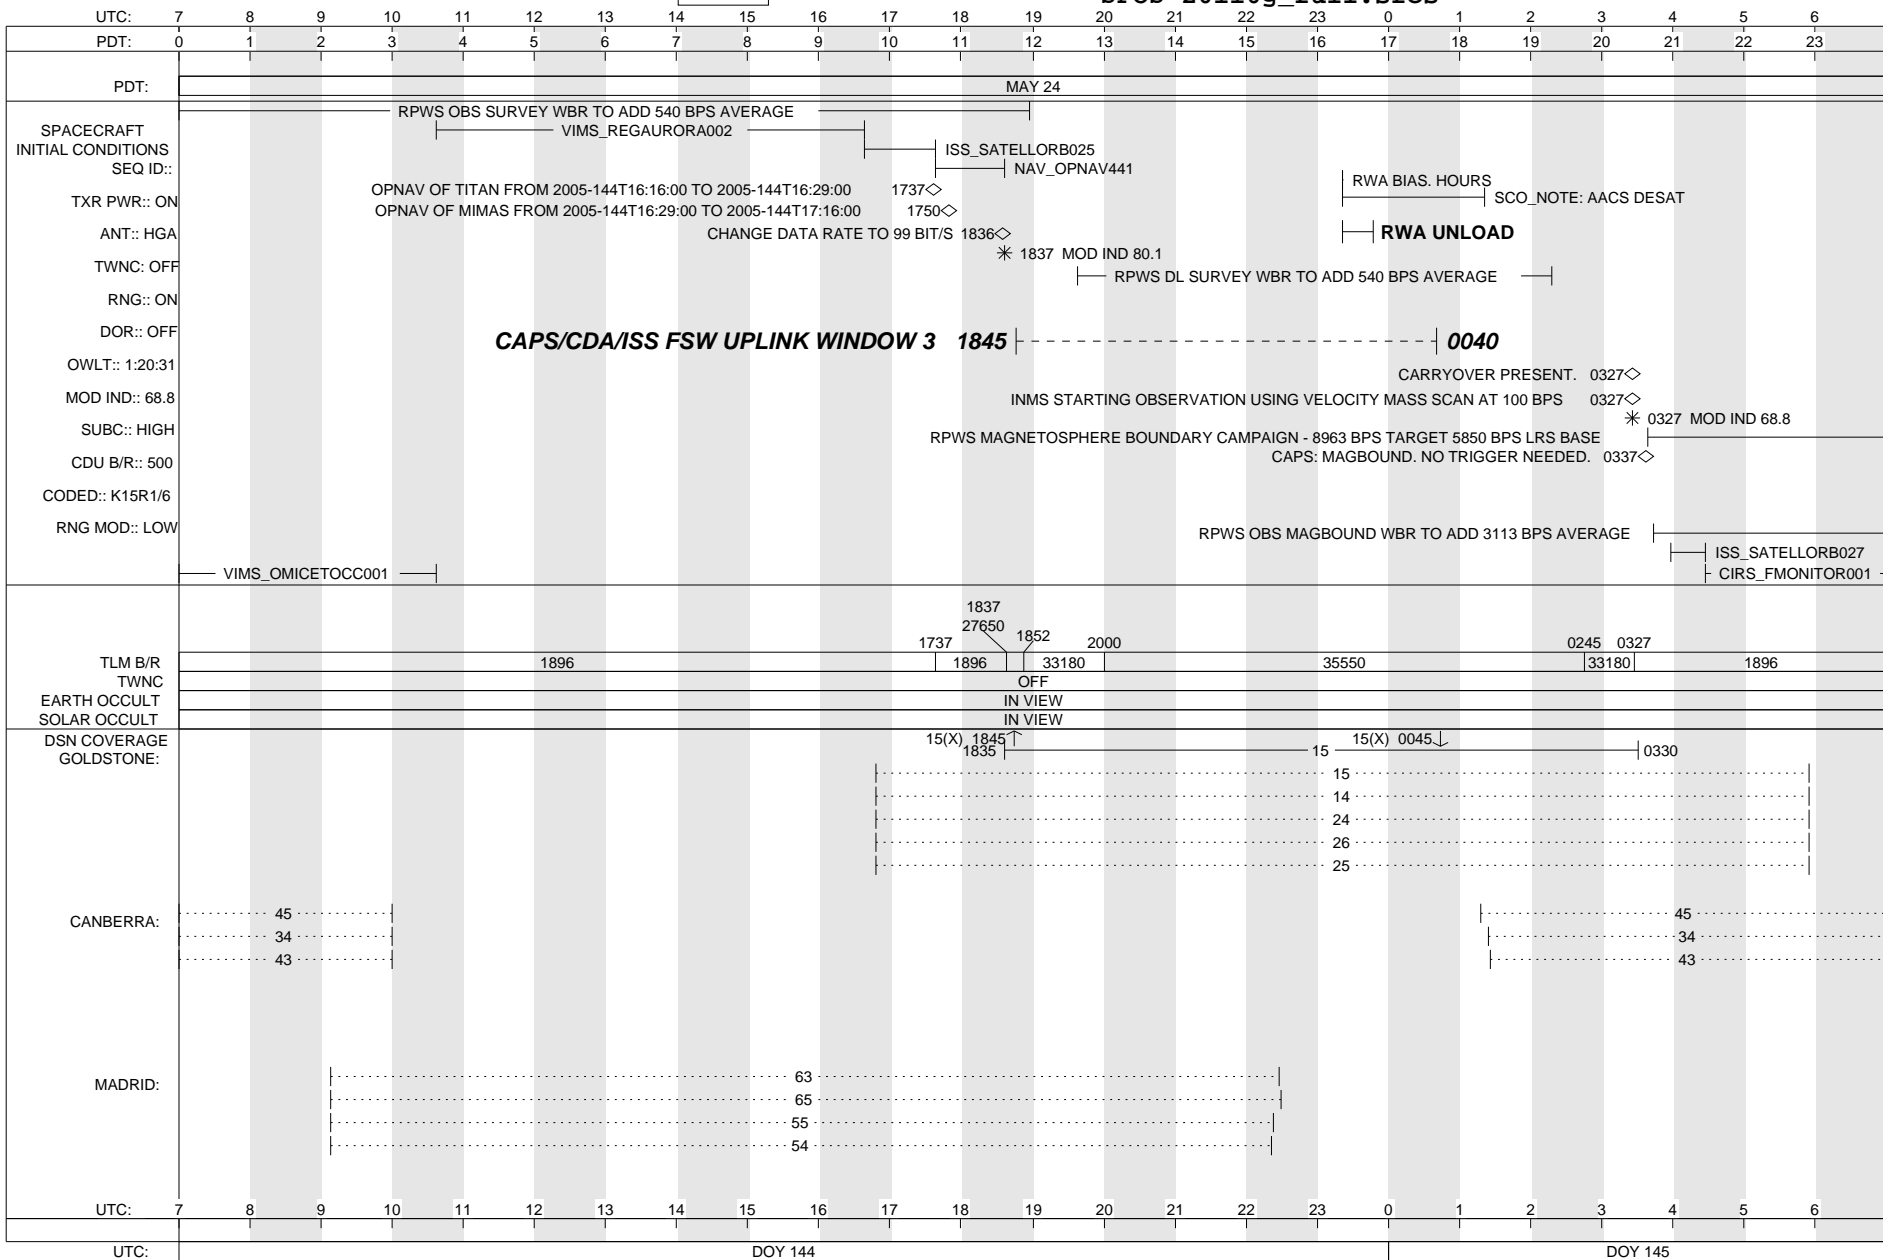 UTC: 7 8 9 10 11 12 13 14 15 16 17 18 19 20 21 22 23 0 1 2 3 4 5 6
PDT: 0 1 2 3 4 5 6 7 8 9 10 11 12 13 14 15 16 17 18 19 20 21 22 23
PDT: MAY 24
RPWS OBS SURVEY WBR TO ADD 540 BPS AVERAGE
SPACECRAFT VIMS_REGAURORA002
INITIAL CONDITIONS ISS_SATELLORB025
SEQ ID:: NAV_OPNAV441
RWA BIAS. HOURS
OPNAV OF TITAN FROM 2005-144T16:16:00 TO 2005-144T16:29:00 1737
SCO_NOTE: AACS DESAT
TXR PWR:: ON
OPNAV OF MIMAS FROM 2005-144T16:29:00 TO 2005-144T17:16:00 1750
ANT:: HGA CHANGE DATA RATE TO 99 BIT/S 1836 RWA UNLOAD
1837 MOD IND 80.1
TWNC: OFF
RPWS DL SURVEY WBR TO ADD 540 BPS AVERAGE
RNG:: ON
DOR:: OFF
CAPS/CDA/ISS FSW UPLINK WINDOW 3 1845 0040
OWLT:: 1:20:31
CARRYOVER PRESENT. 0327
MOD IND:: 68.8 INMS STARTING OBSERVATION USING VELOCITY MASS SCAN AT 100 BPS 0327
0327 MOD IND 68.8
SUBC:: HIGH
RPWS MAGNETOSPHERE BOUNDARY CAMPAIGN - 8963 BPS TARGET 5850 BPS LRS BASE
CAPS: MAGBOUND. NO TRIGGER NEEDED. 0337
CDU B/R:: 500
CODED:: K15R1/6
RNG MOD:: LOW
RPWS OBS MAGBOUND WBR TO ADD 3113 BPS AVERAGE
ISS_SATELLORB027
VIMS_OMICETOCC001 CIRS_FMONITOR001
1837
27650
1737 1852 2000 0245 0327
TLM B/R 1896 1896 33180 35550 33180 1896
TWNC OFF
EARTH OCCULT IN VIEW
SOLAR OCCULT IN VIEW
DSN COVERAGE 15(X) 1845 15(X) 0045
GOLDSTONE: 1835 15 0330
15
14
24
26
25
CANBERRA: 45 45
34 34
43 43
MADRID: 63
65
55
54
UTC: 7 8 9 10 11 12 13 14 15 16 17 18 19 20 21 22 23 0 1 2 3 4 5 6
UTC: DOY 144 DOY 145